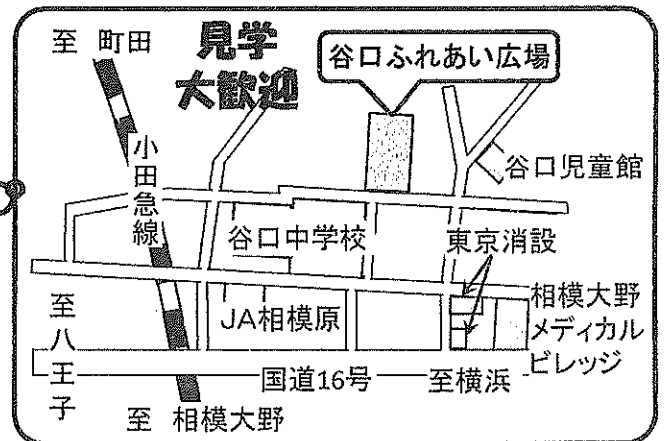 至 町田
見学
大歓迎
谷口ふれあい広場
小田急線
谷口児童館
谷口中学校
東京消設
JA相模原
相模大野
メディカル
ビレッジ
至八王子
国道16号
至横浜
至 相模大野